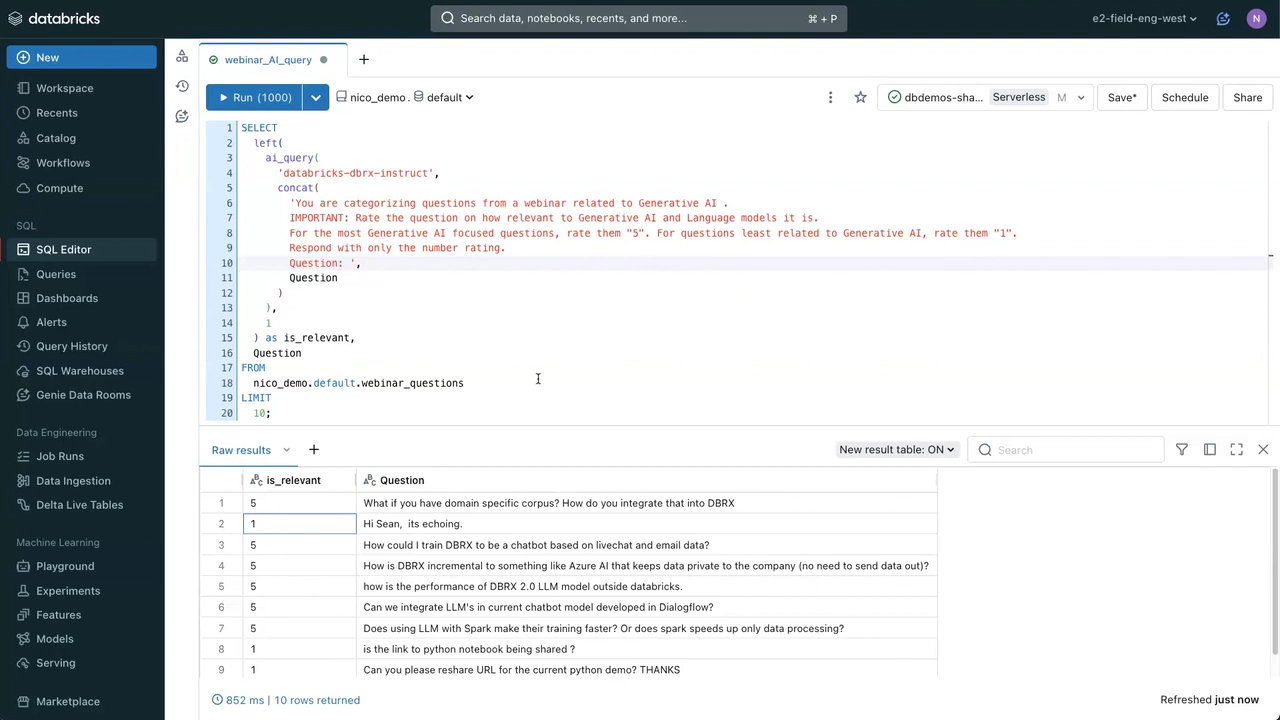 databricks
Search data, notebooks, recents, and more...
⌘ + P
e2-field-eng-west
N
New
Workspace
Recents
Catalog
Workflows
Compute
SQL
SQL Editor
Queries
Dashboards
Alerts
Query History
SQL Warehouses
Genie Data Rooms
Data Engineering
Job Runs
Data Ingestion
Delta Live Tables
Machine Learning
Playground
Experiments
Features
Models
Serving
Marketplace
webinar_AI_query
+
Run (1000)
nico_demo . default
dbdemos-sha... Serverless M
Save*
Schedule
Share
1 SELECT
2 left(
3 ai_query(
4 'databricks-dbrx-instruct',
5 concat(
6 'You are categorizing questions from a webinar related to Generative AI .
7 IMPORTANT: Rate the question on how relevant to Generative AI and Language models it is.
8 For the most Generative AI focused questions, rate them "5". For questions least related to Generative AI, rate them "1".
9 Respond with only the number rating.
10 Question: ',
11 Question
12 )
13 ),
14 1
15 ) as is_relevant,
16 Question
17 FROM
18 nico_demo.default.webinar_questions
19 LIMIT
20 10;
Raw results
+
New result table: ON
Search
is_relevant Question
1 5 What if you have domain specific corpus? How do you integrate that into DBRX
2 1 Hi Sean, its echoing.
3 5 How could I train DBRX to be a chatbot based on livechat and email data?
4 5 How is DBRX incremental to something like Azure AI that keeps data private to the company (no need to send data out)?
5 5 how is the performance of DBRX 2.0 LLM model outside databricks.
6 5 Can we integrate LLM's in current chatbot model developed in Dialogflow?
7 5 Does using LLM with Spark make their training faster? Or does spark speeds up only data processing?
8 1 is the link to python notebook being shared ?
9 1 Can you please reshare URL for the current python demo? THANKS
852 ms | 10 rows returned
Refreshed just now